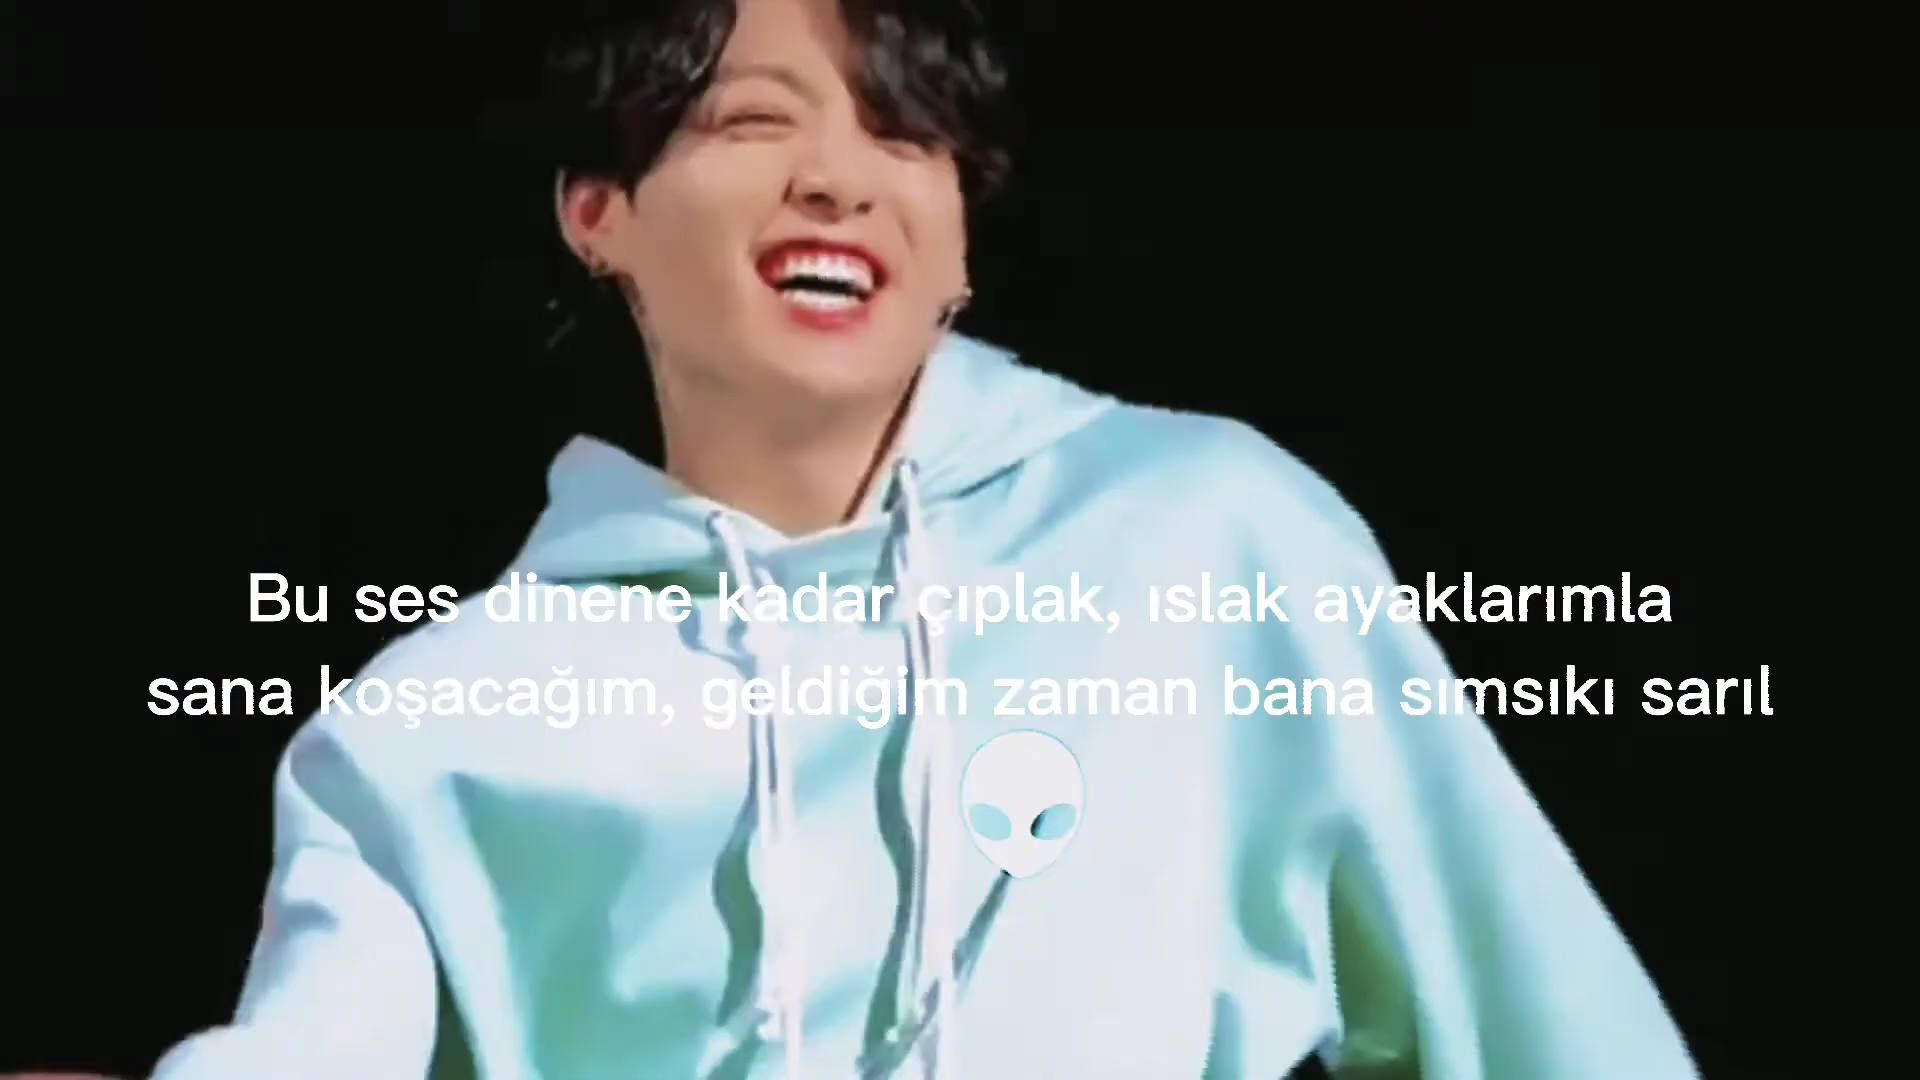 Bu ses dinene kadar çıplak, ıslak ayaklarımla
sana koşacağım, geldiğim zaman bana sımsıkı sarıl